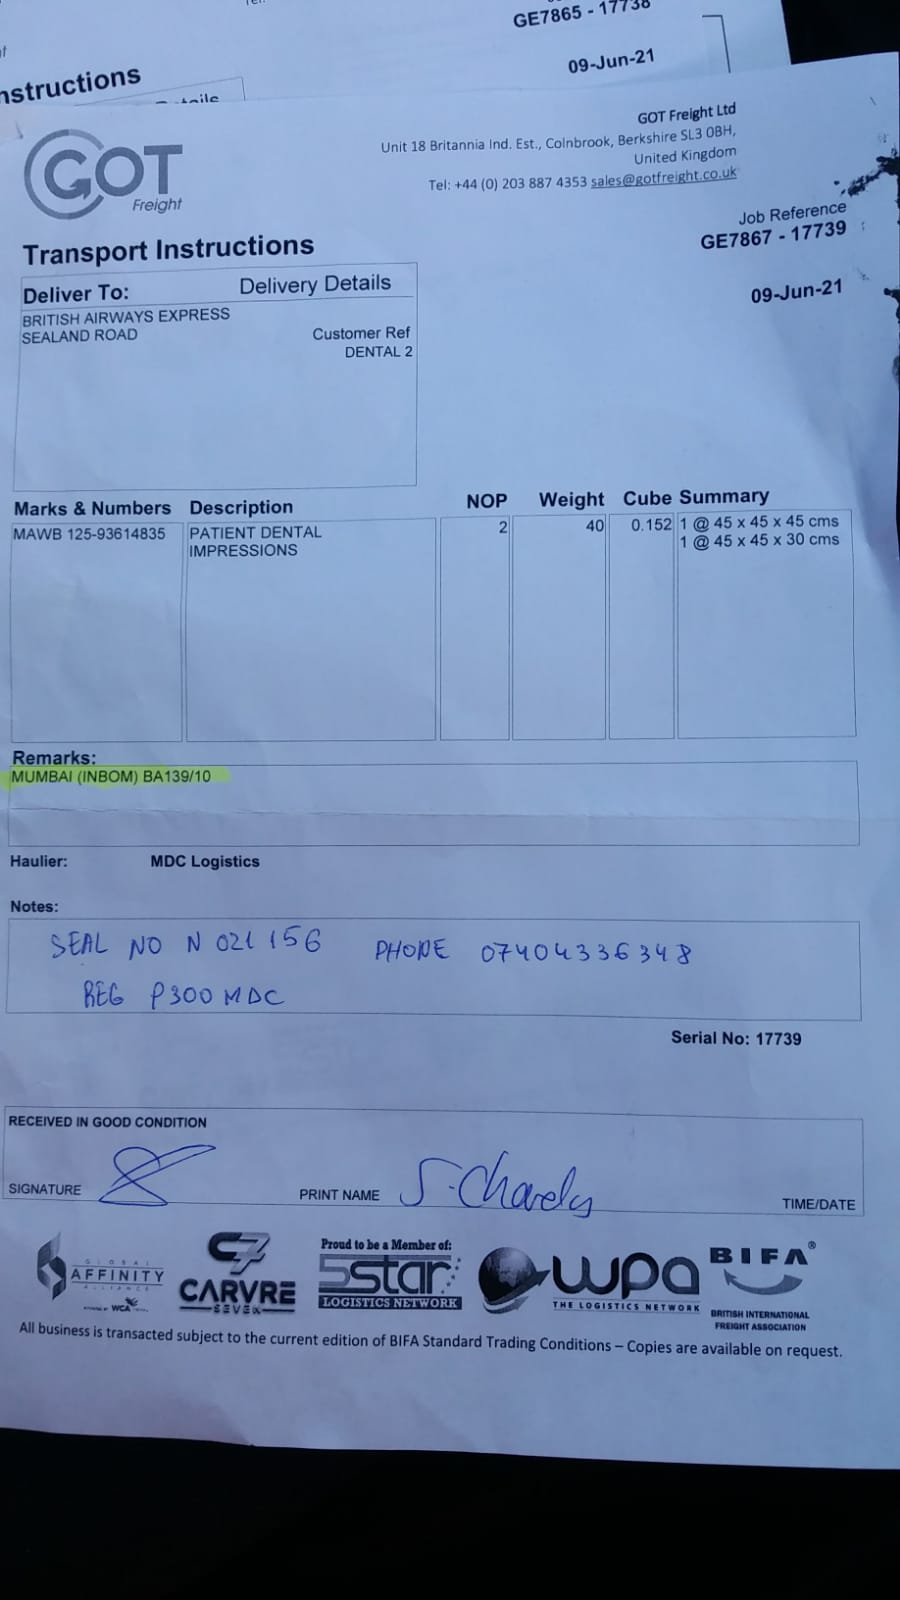 GE7865 - 17738
09-Jun-21
nstructions
GOT
Freight
GOT Freight Ltd
Unit 18 Britannia Ind. Est., Colnbrook, Berkshire SL3 0BH,
United Kingdom
Tel: +44 (0) 203 887 4353 sales@gotfreight.co.uk
Job Reference
GE7867 - 17739
09-Jun-21
Transport Instructions
Deliver To: Delivery Details
BRITISH AIRWAYS EXPRESS
SEALAND ROAD
Customer Ref
DENTAL 2
Marks & Numbers Description NOP Weight Cube Summary
MAWB 125-93614835 PATIENT DENTAL 2 40 0.152 1 @ 45 x 45 x 45 cms
IMPRESSIONS 1 @ 45 x 45 x 30 cms
Remarks:
MUMBAI (INBOM) BA139/10
Haulier: MDC Logistics
Notes:
SEAL NO N 021156 PHONE 07404336348
REG P300 MDC
Serial No: 17739
RECEIVED IN GOOD CONDITION
SIGNATURE PRINT NAME TIME/DATE
GLOBAL
AFFINITY
ALLIANCE
WCA
C7
CARVRE
SEVEN
Proud to be a Member of:
5star
LOGISTICS NETWORK
wpa
THE LOGISTICS NETWORK
BIFA®
BRITISH INTERNATIONAL
FREIGHT ASSOCIATION
All business is transacted subject to the current edition of BIFA Standard Trading Conditions – Copies are available on request.